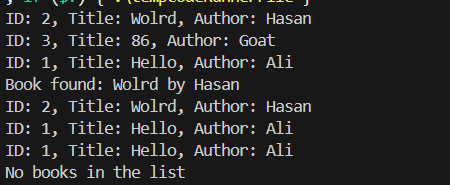 ID: 2, Title: Wolrd, Author: Hasan
ID: 3, Title: 86, Author: Goat
ID: 1, Title: Hello, Author: Ali
Book found: Wolrd by Hasan
ID: 2, Title: Wolrd, Author: Hasan
ID: 1, Title: Hello, Author: Ali
ID: 1, Title: Hello, Author: Ali
No books in the list